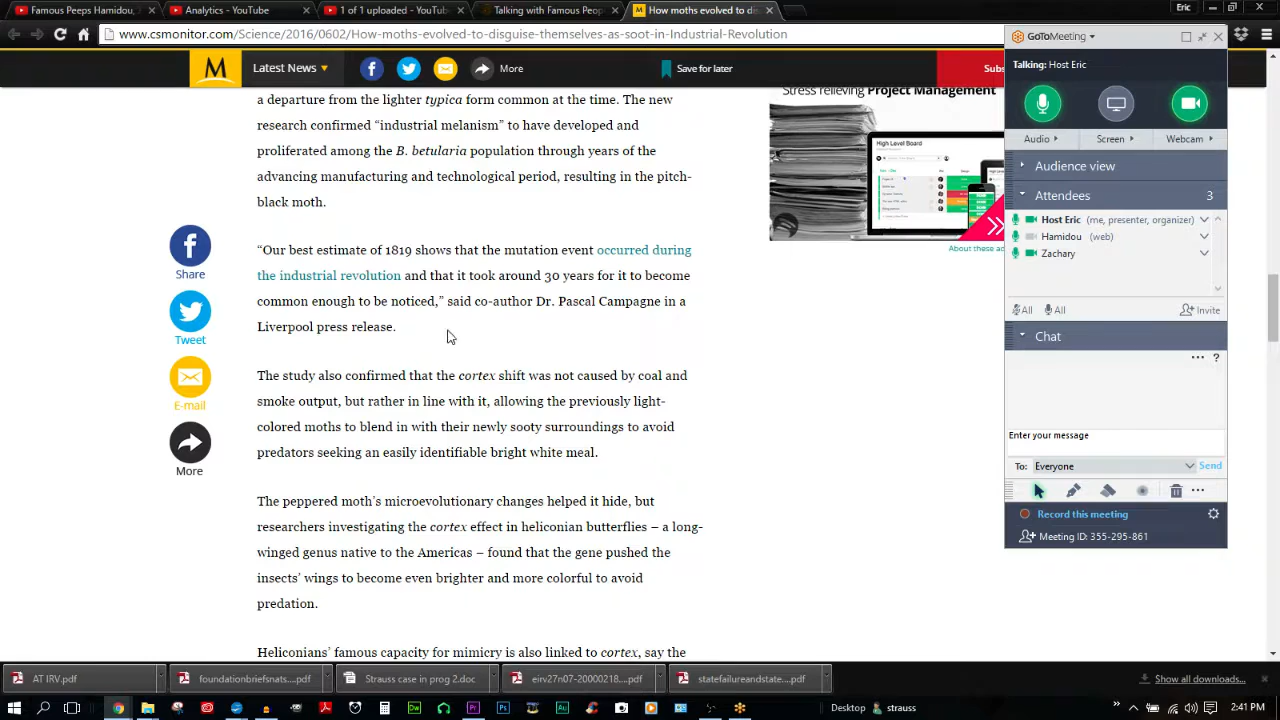 Famous Peeps Hamidou,
Analytics - YouTube
1 of 1 uploaded - YouTube
Talking with Famous Peop
How moths evolved to dis
Eric
www.csmonitor.com/Science/2016/0602/How-moths-evolved-to-disguise-themselves-as-soot-in-Industrial-Revolution
M
Latest News
More
Save for later
Subs
a departure from the lighter typica form common at the time. The new
research confirmed “industrial melanism” to have developed and
proliferated among the B. betularia population through years of the
advancing manufacturing and technological period, resulting in the pitch-
black icon.
“Our best estimate of 1819 shows that the mutation event occurred during
the industrial revolution and that it took around 30 years for it to become
common enough to be noticed,” said co-author Dr. Pascal Campagne in a
Liverpool press release.
The study also confirmed that the cortex shift was not caused by coal and
smoke output, but rather in line with it, allowing the previously light-
colored moths to blend in with their newly sooty surroundings to avoid
predators seeking an easily identifiable bright white meal.
The peppered moth’s microevolutionary changes helped it hide, but
researchers investigating the cortex effect in heliconian butterflies – a long-
winged genus native to the Americas – found that the gene pushed the
insects’ wings to become even brighter and more colorful to avoid
predation.
Heliconians’ famous capacity for mimicry is also linked to cortex, say the
Share
Tweet
E-mail
More
Stress relieving Project Management
High Level Board
About these ad
GoToMeeting
Talking: Host Eric
Audio
Screen
Webcam
Audience view
Attendees 3
Host Eric (me, presenter, organizer)
Hamidou (web)
Zachary
All
All
Invite
Chat
?
Enter your message
To: Everyone
Send
Record this meeting
Meeting ID: 355-295-861
AT IRV.pdf
foundationbriefsnats....pdf
Strauss case in prog 2.doc
eirv27n07-20000218....pdf
statefailureandstate....pdf
Show all downloads...
Dw
Pr
Ps
Au
Desktop
strauss
2:41 PM